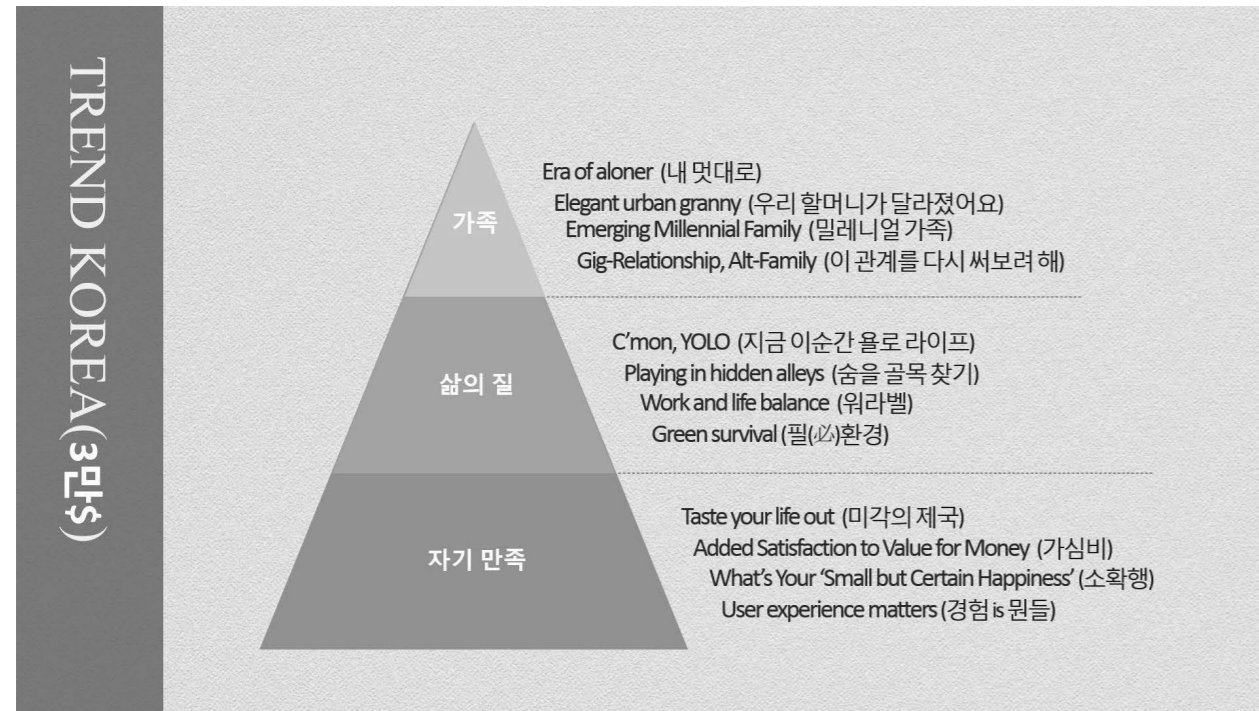 TREND KOREA(3만$)
가족
Era of aloner (내 멋대로)
Elegant urban granny (우리 할머니가 달라졌어요)
Emerging Millennial Family (밀레니얼 가족)
Gig-Relationship, Alt-Family (이 관계를 다시 써보려 해)
삶의 질
C'mon, YOLO (지금 이순간 욜로 라이프)
Playing in hidden alleys (숨을 골목 찾기)
Work and life balance (워라벨)
Green survival (필(必)환경)
자기 만족
Taste your life out (미각의 제국)
Added Satisfaction to Value for Money (가심비)
What's Your 'Small but Certain Happiness' (소확행)
User experience matters (경험 is 뭔들)